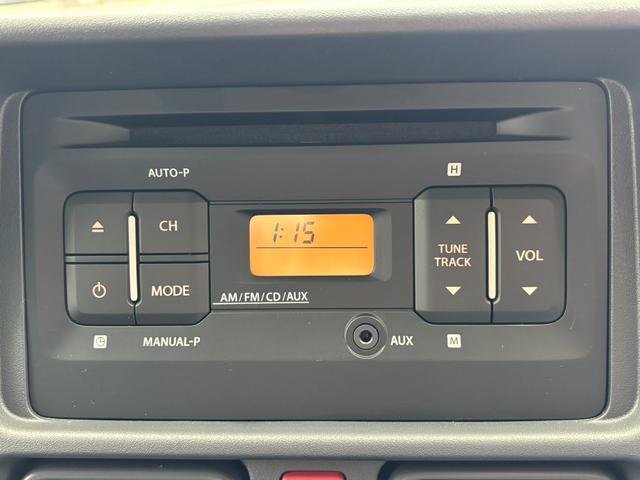 AUTO-P
H
CH
1:15
TUNE
TRACK
VOL
MODE
AM/FM/CD/AUX
MANUAL-P
AUX
M